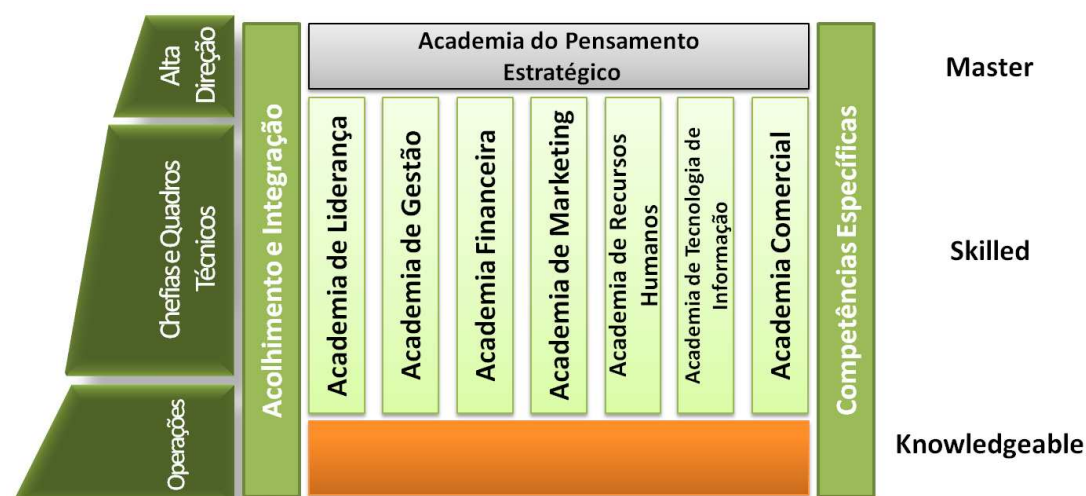 Alta
Direção
Chefias e Quadros
Técnicos
Operações
Acolhimento e Integração
Academia do Pensamento
Estratégico
Academia de Liderança
Academia de Gestão
Academia Financeira
Academia de Marketing
Academia de Recursos
Humanos
Academia de Tecnologia de
Informação
Academia Comercial
Competências Específicas
Master
Skilled
Knowledgeable